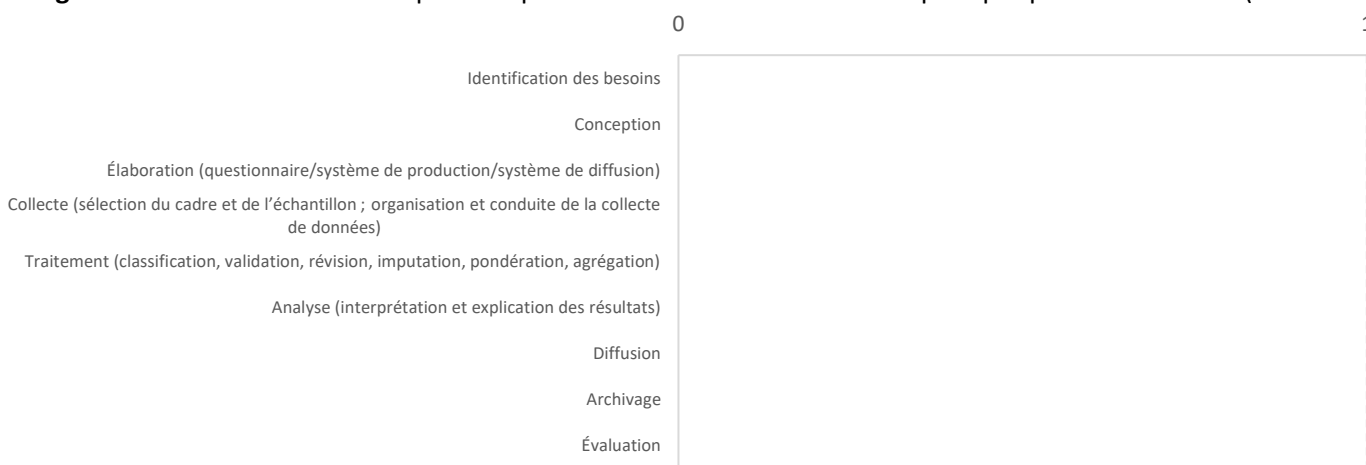 0
1
Identification des besoins
Conception
Élaboration (questionnaire/système de production/système de diffusion)
Collecte (sélection du cadre et de l’échantillon ; organisation et conduite de la collecte
de données)
Traitement (classification, validation, révision, imputation, pondération, agrégation)
Analyse (interprétation et explication des résultats)
Diffusion
Archivage
Évaluation